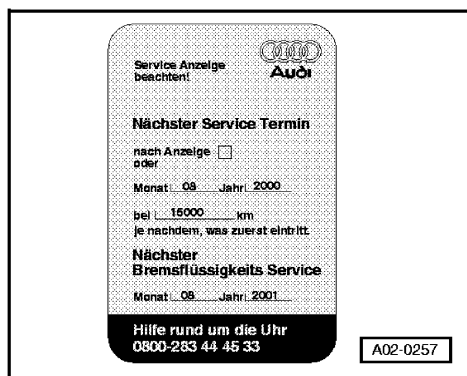 Service Anzeige
beachten!
Audi
Nächster Service Termin
nach Anzeige
oder
Monat 08 Jahr 2000
bei 15000 km
je nachdem, was zuerst eintritt.
Nächster
Bremsflüssigkeits Service
Monat 08 Jahr 2001
Hilfe rund um die Uhr
0800-283 44 45 33
A02-0257